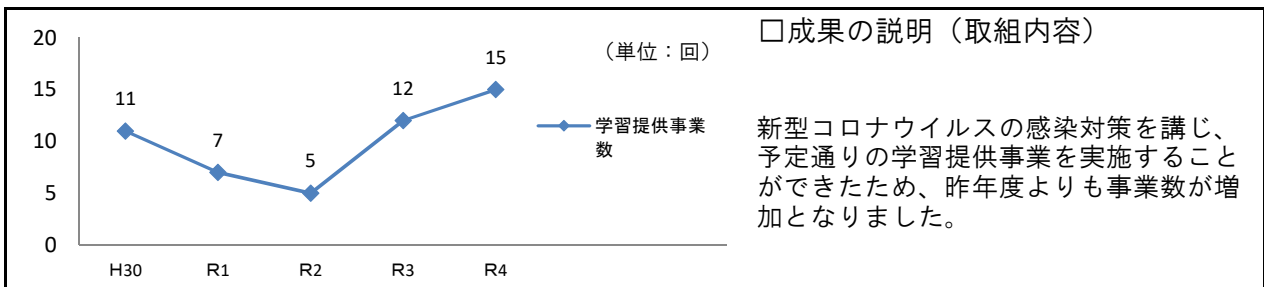 20
15
10
5
0
11
7
5
12
15
H30
R1
R2
R3
R4
（単位：回）
学習提供事業
数
□成果の説明（取組内容）
新型コロナウイルスの感染対策を講じ、
予定通りの学習提供事業を実施すること
ができたため、昨年度よりも事業数が増
加となりました。